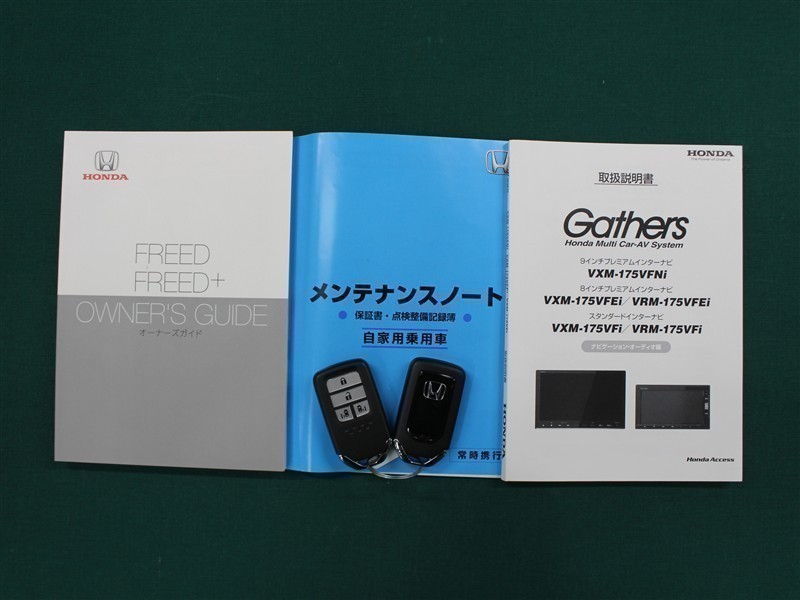 HONDA
FREED
FREED+
OWNER'S GUIDE
オーナーズガイド
メンテナンスノート
保証書・点検整備記録簿
自家用乗用車
HONDA
常時携行
HONDA
The Power of Dreams
取扱説明書
Gathers
Honda Multi Car-AV System
9インチプレミアムインターナビ
VXM-175VFNi
8インチプレミアムインターナビ
VXM-175VFEi/VRM-175VFEi
スタンダードインターナビ
VXM-175VFi/VRM-175VFi
ナビゲーション・オーディオ編
Honda Access